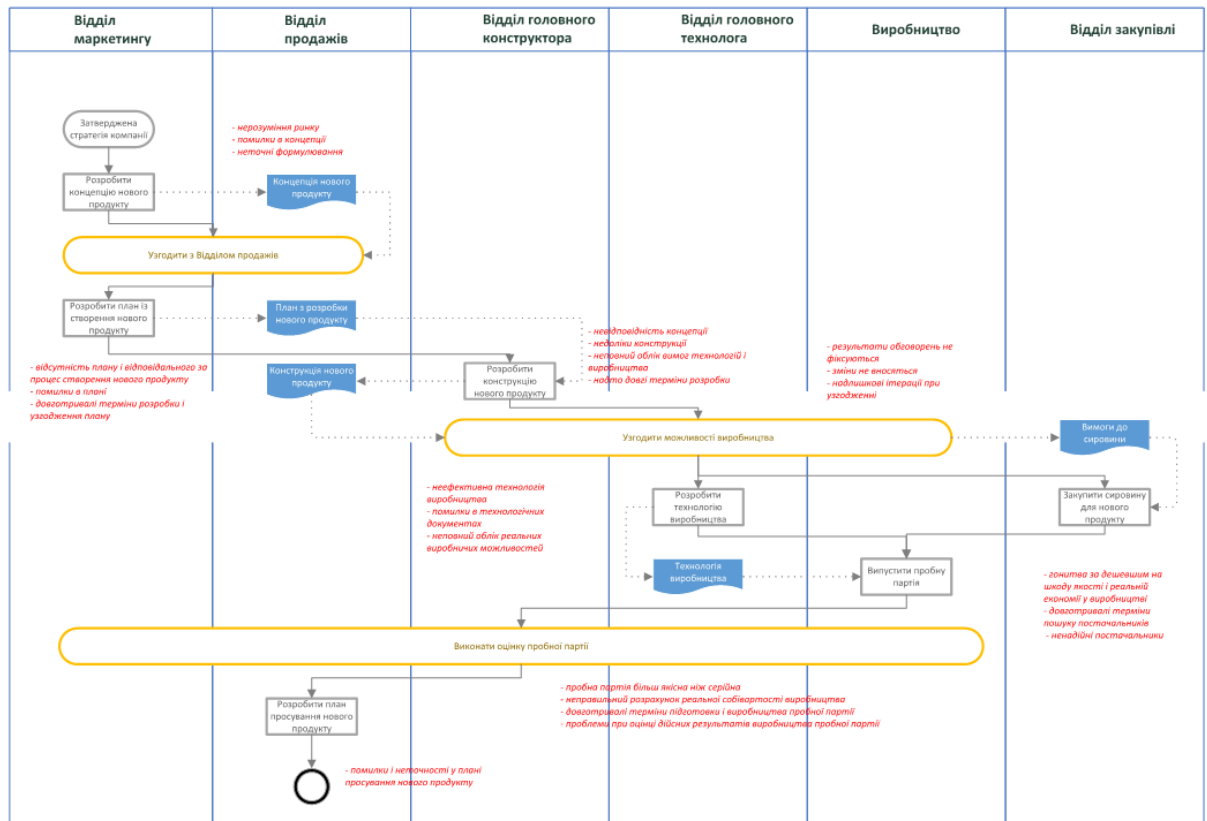 Відділ
маркетингу
Відділ
продажів
Відділ головного
конструктора
Відділ головного
технолога
Виробництво
Відділ закупівлі
Затверджена
стратегія компанії
- нерозуміння ринку
- помилки в концепції
- неточні формулювання
Розробити
концепцію нового
продукту
Концепція нового
продукту
Узгодити з Відділом продажів
Розробити план із
створення нового
продукту
План з розробки
нового продукту
- невідповідність концепції
- недоліки конструкції
- неповний облік вимог технологій і
виробництва
- надто довгі терміни розробки
- результати обговорень не
фіксуються
- зміни не вносяться
- надлишкові ітерації при
узгодженні
- відсутність плану і відповідального за
процес створення нового продукту
- помилки в плані
- довготривалі терміни розробки і
узгодження плану
Конструкція нового
продукту
Розробити
конструкцію
нового продукту
Узгодити можливості виробництва
Вимоги до
сировини
- неефективна технологія
виробництва
- помилки в технологічних
документах
- неповний облік реальних
виробничих можливостей
Розробити
технологію
виробництва
Закупити сировину
для нового
продукту
Технологія
виробництва
Випустити пробну
партія
- гонитва за дешевшим на
шкоду якості і реальній
економії у виробництві
- довготривалі терміни
пошуку постачальників
- ненадійні постачальники
Виконати оцінку пробної партії
Розробити план
просування нового
продукту
- пробна партія більш якісна ніж серійна
- неправильний розрахунок реальної собівартості виробництва
- довготривалі терміни підготовки і виробництва пробної партії
- проблеми при оцінці дійсних результатів виробництва пробної партії
- помилки і неточності у плані
просування нового продукту